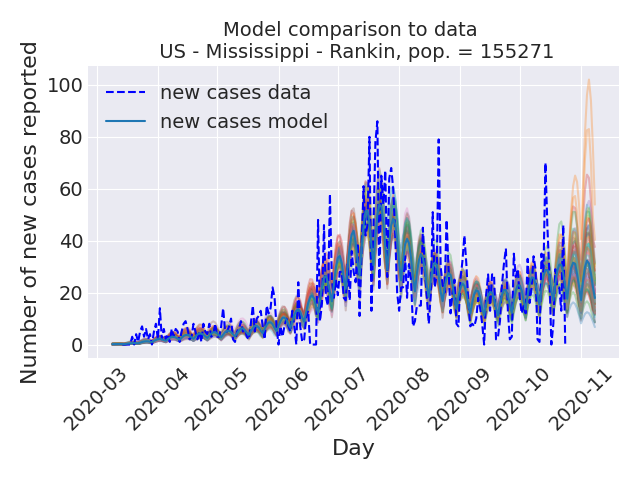 Model comparison to data
US - Mississippi - Rankin, pop. = 155271
new cases data
new cases model
Number of new cases reported
100
80
60
40
20
0
2020-03
2020-04
2020-05
2020-06
2020-07
2020-08
2020-09
2020-10
2020-11
Day